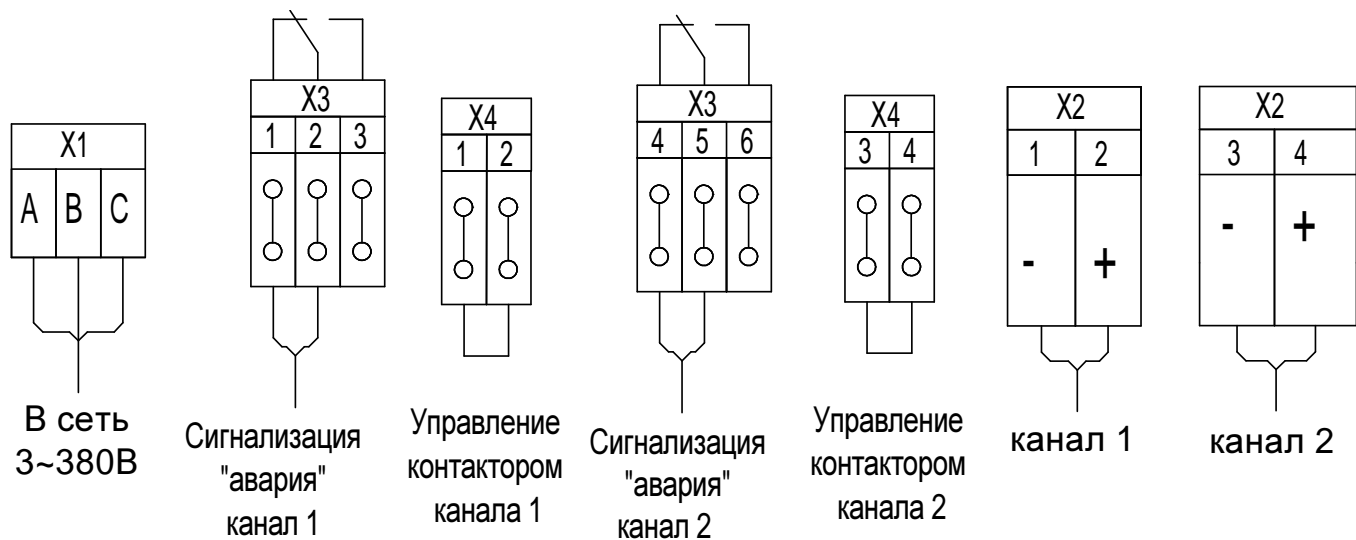 X1
A B C
В сеть
3~380В
X3
1 2 3
Сигнализация
"авария"
канал 1
X4
1 2
Управление
контактором
канала 1
X3
4 5 6
Сигнализация
"авария"
канал 2
X4
3 4
Управление
контактором
канала 2
X2
1 2
- +
канал 1
X2
3 4
- +
канал 2